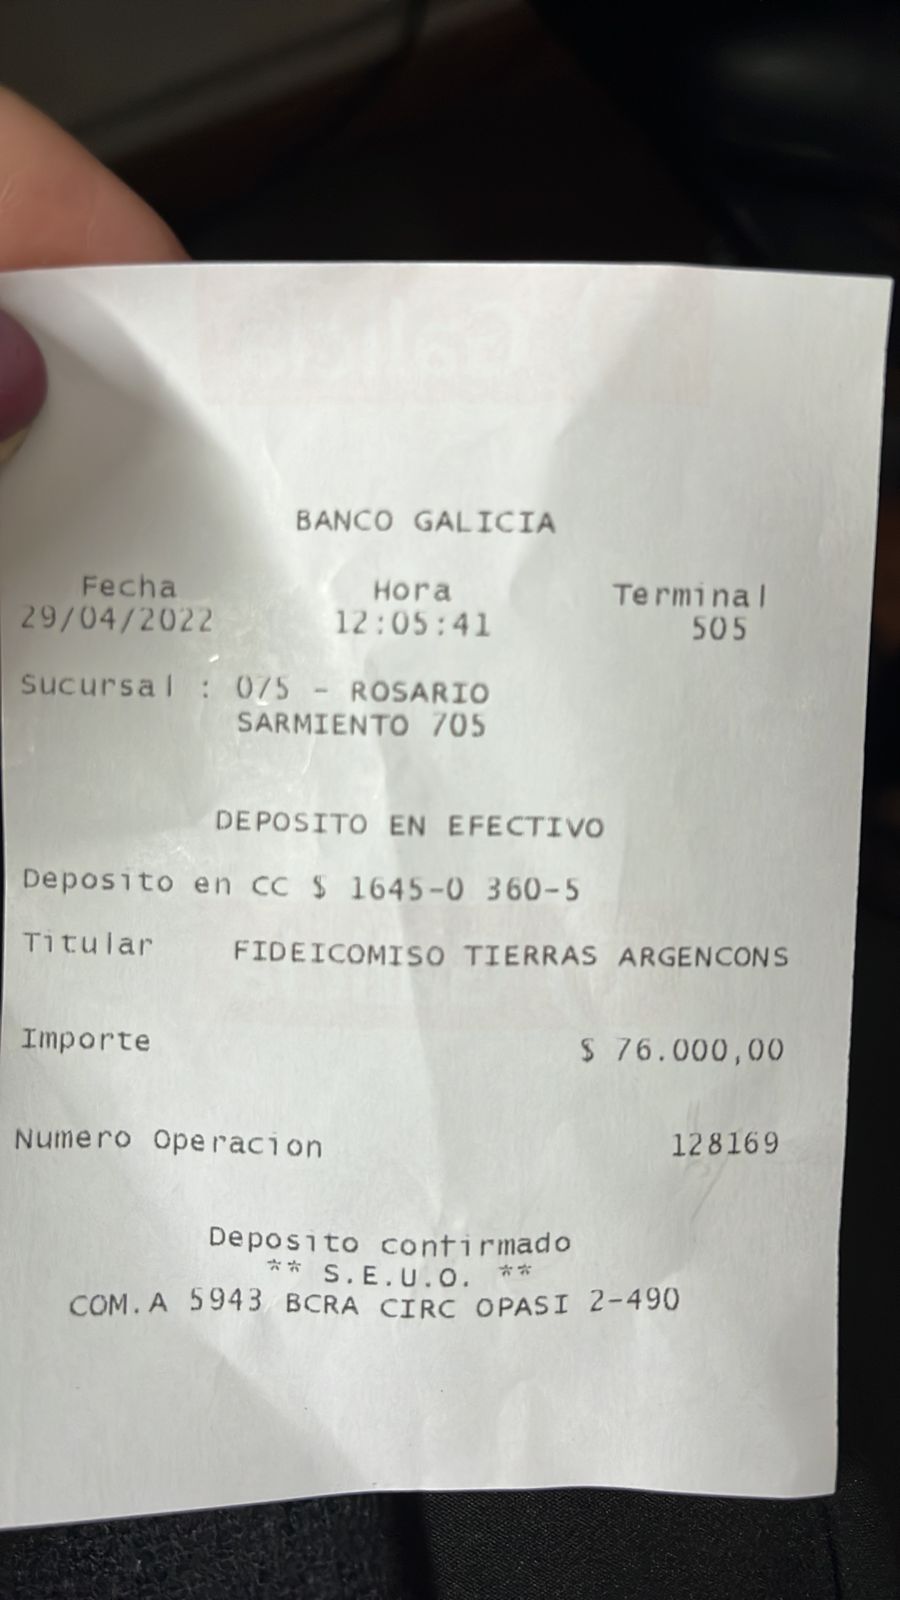 BANCO GALICIA
Fecha Hora Terminal
29/04/2022 12:05:41 505
Sucursal : 075 - ROSARIO
SARMIENTO 705
DEPOSITO EN EFECTIVO
Deposito en CC $ 1645-0 360-5
Titular FIDEICOMISO TIERRAS ARGENCONS
Importe $ 76.000,00
Numero Operacion 128169
Deposito confirmado
** S.E.U.O. **
COM.A 5943 BCRA CIRC OPASI 2-490